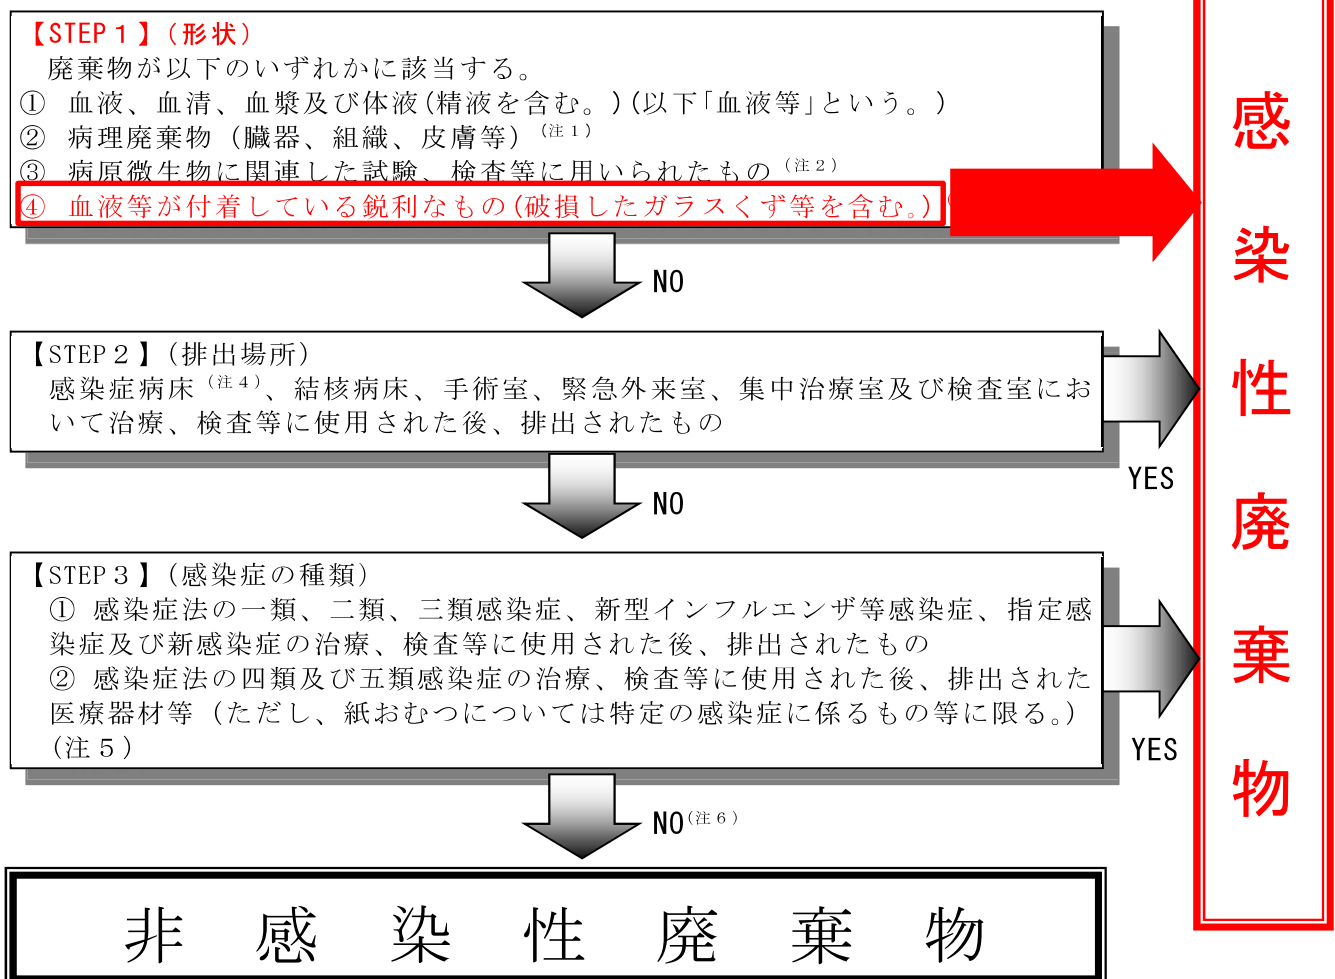 【STEP１】(形状)
廃棄物が以下のいずれかに該当する。
① 血液、血清、血漿及び体液(精液を含む。)(以下「血液等」という。)
② 病理廃棄物（臓器、組織、皮膚等）(注１)
③ 病原微生物に関連した試験、検査等に用いられたもの(注２)
④ 血液等が付着している鋭利なもの(破損したガラスくず等を含む。)
NO
【STEP２】(排出場所)
感染症病床(注４)、結核病床、手術室、緊急外来室、集中治療室及び検査室にお
いて治療、検査等に使用された後、排出されたもの
YES
NO
【STEP３】(感染症の種類)
① 感染症法の一類、二類、三類感染症、新型インフルエンザ等感染症、指定感
染症及び新感染症の治療、検査等に使用された後、排出されたもの
② 感染症法の四類及び五類感染症の治療、検査等に使用された後、排出された
医療器材等（ただし、紙おむつについては特定の感染症に係るもの等に限る。）
(注５)
YES
NO(注６)
非感染性廃棄物
感染性廃棄物